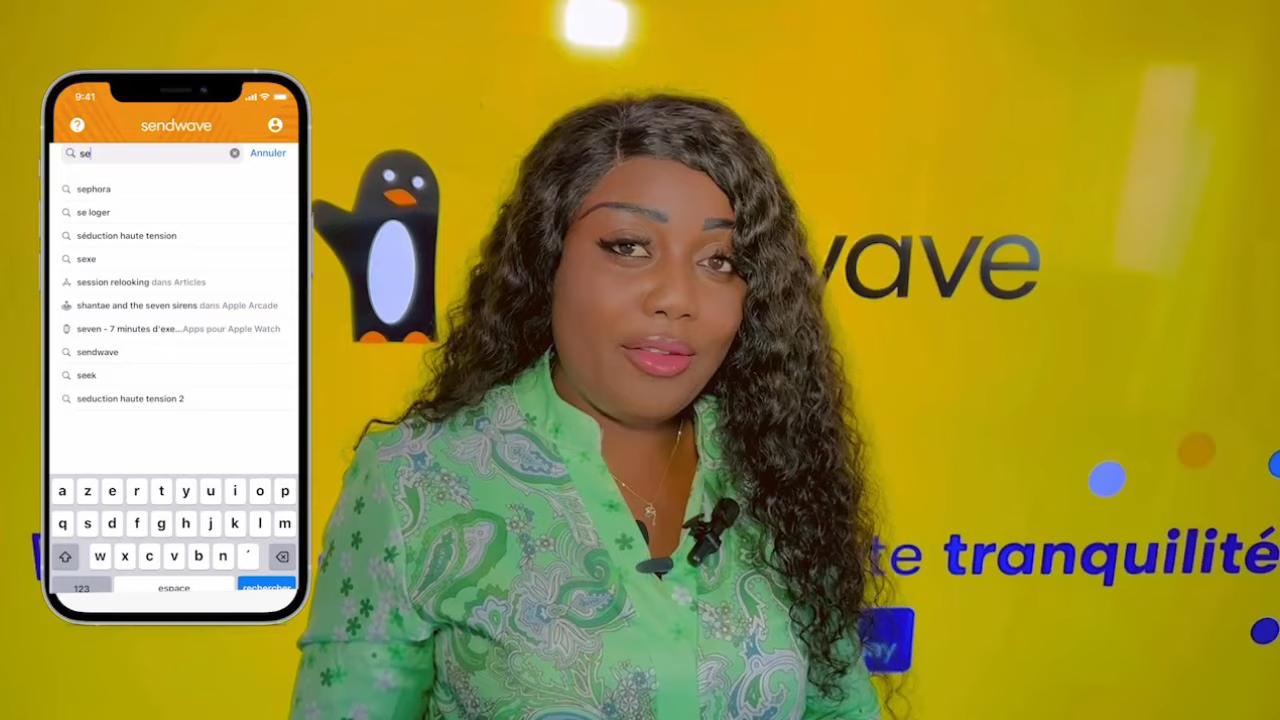 9:41
sendwave
se
Annuler
sephora
se loger
séduction haute tension
sexe
session relooking dans Articles
shantae and the seven sirens dans Apple Arcade
seven - 7 minutes d'exe...Apps pour Apple Watch
sendwave
seek
seduction haute tension 2
a z e r t y u i o p
q s d f g h j k l m
w x c v b n ´
123 espace rechercher
wave
te tranquilité
ay